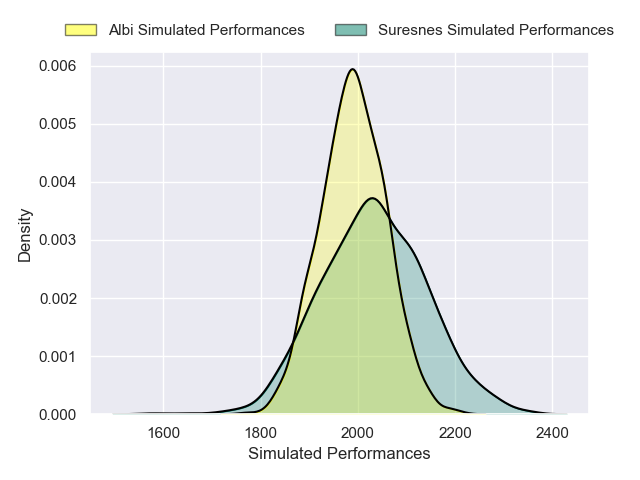 Albi Simulated Performances Suresnes Simulated Performances
0.006
0.005
0.004
0.003
0.002
0.001
0.000
Density
1600 1800 2000 2200 2400
Simulated Performances